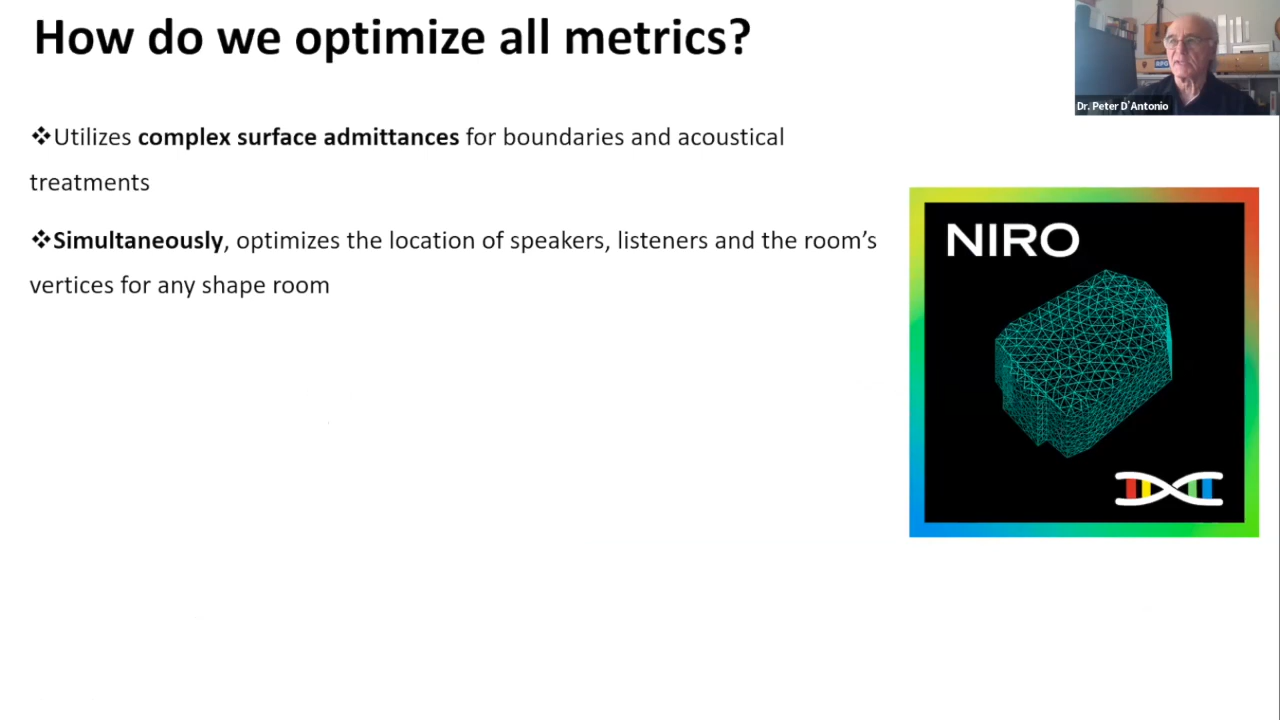 How do we optimize all metrics?
Dr. Peter D'Antonio
❖Utilizes complex surface admittances for boundaries and acoustical
treatments
❖Simultaneously, optimizes the location of speakers, listeners and the room’s
vertices for any shape room
NIRO